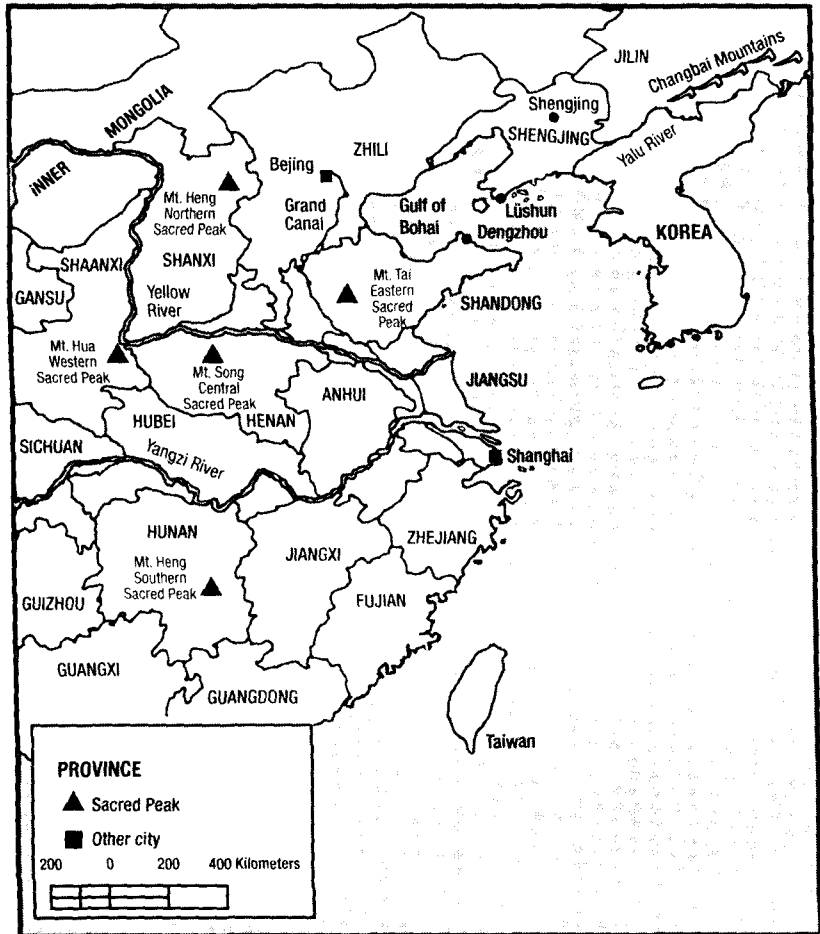 JILIN
Changbai Mountains
MONGOLIA
Shengjing
SHENGJING
Yalu River
ZHILI
Bejing
iNNER
Mt. Heng
Northern
Sacred Peak
Grand
Canal
Gulf of
Bohai
Lüshun
Dengzhou
KOREA
SHAANXI
SHANXI
GANSU
Yellow
River
Mt. Tai
Eastern
Sacred
Peak
SHANDONG
Mt. Hua
Western
Sacred Peak
Mt. Song
Central
Sacred Peak
ANHUI
JIANGSU
HUBEI
HENAN
SICHUAN
Yangzi River
Shanghai
HUNAN
JIANGXI
ZHEJIANG
Mt. Heng
Southern
Sacred Peak
GUIZHOU
FUJIAN
GUANGXI
GUANGDONG
Taiwan
PROVINCE
Sacred Peak
Other city
200 0 200 400 Kilometers